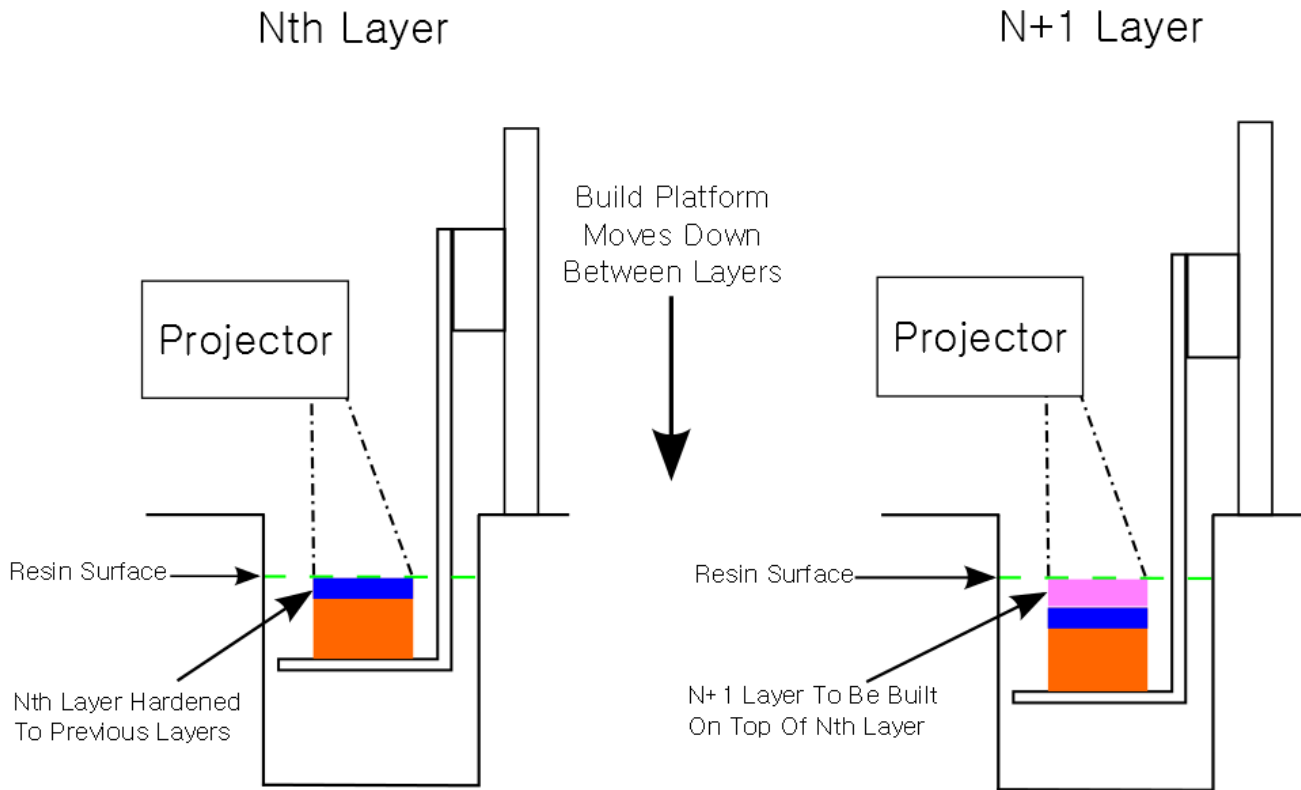 Nth Layer
N+1 Layer
Build Platform
Moves Down
Between Layers
Projector
Projector
Resin Surface
Resin Surface
Nth Layer Hardened
To Previous Layers
N+1 Layer To Be Built
On Top Of Nth Layer